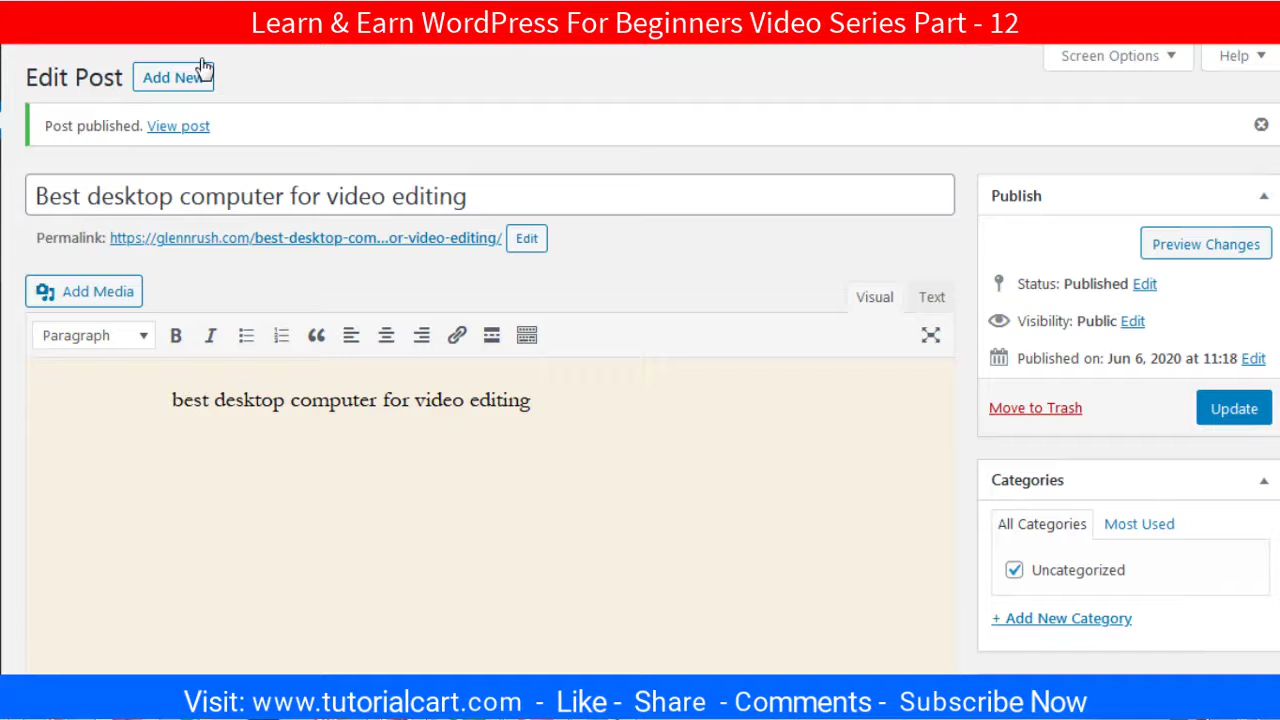 Learn & Earn WordPress For Beginners Video Series Part - 12
Screen Options Help
Edit Post Add New
Post published. View post
Best desktop computer for video editing
Permalink: https://glennrush.com/best-desktop-com...or-video-editing/ Edit
Add Media
Visual Text
Paragraph B I
best desktop computer for video editing
Publish
Preview Changes
Status: Published Edit
Visibility: Public Edit
Published on: Jun 6, 2020 at 11:18 Edit
Move to Trash Update
Categories
All Categories Most Used
Uncategorized
+ Add New Category
Visit: www.tutorialcart.com - Like - Share - Comments - Subscribe Now